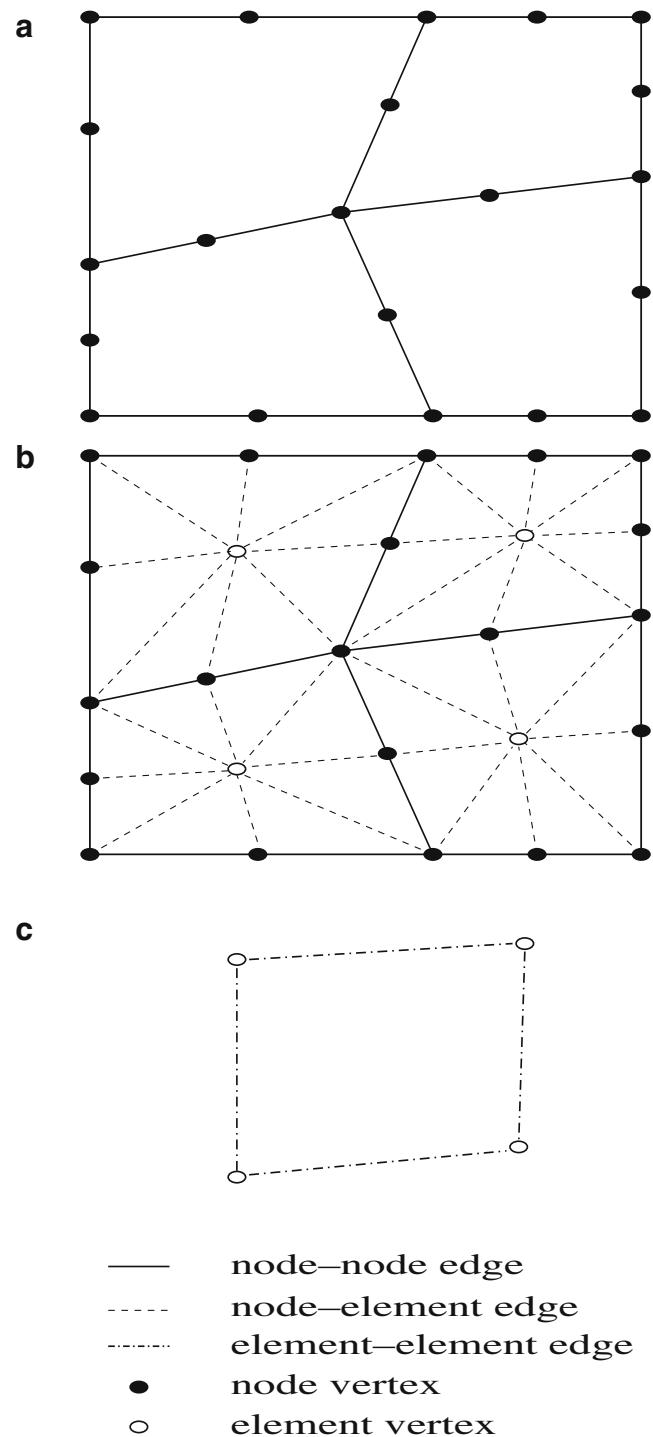 a
b
c
node–node edge
node–element edge
element–element edge
node vertex
element vertex